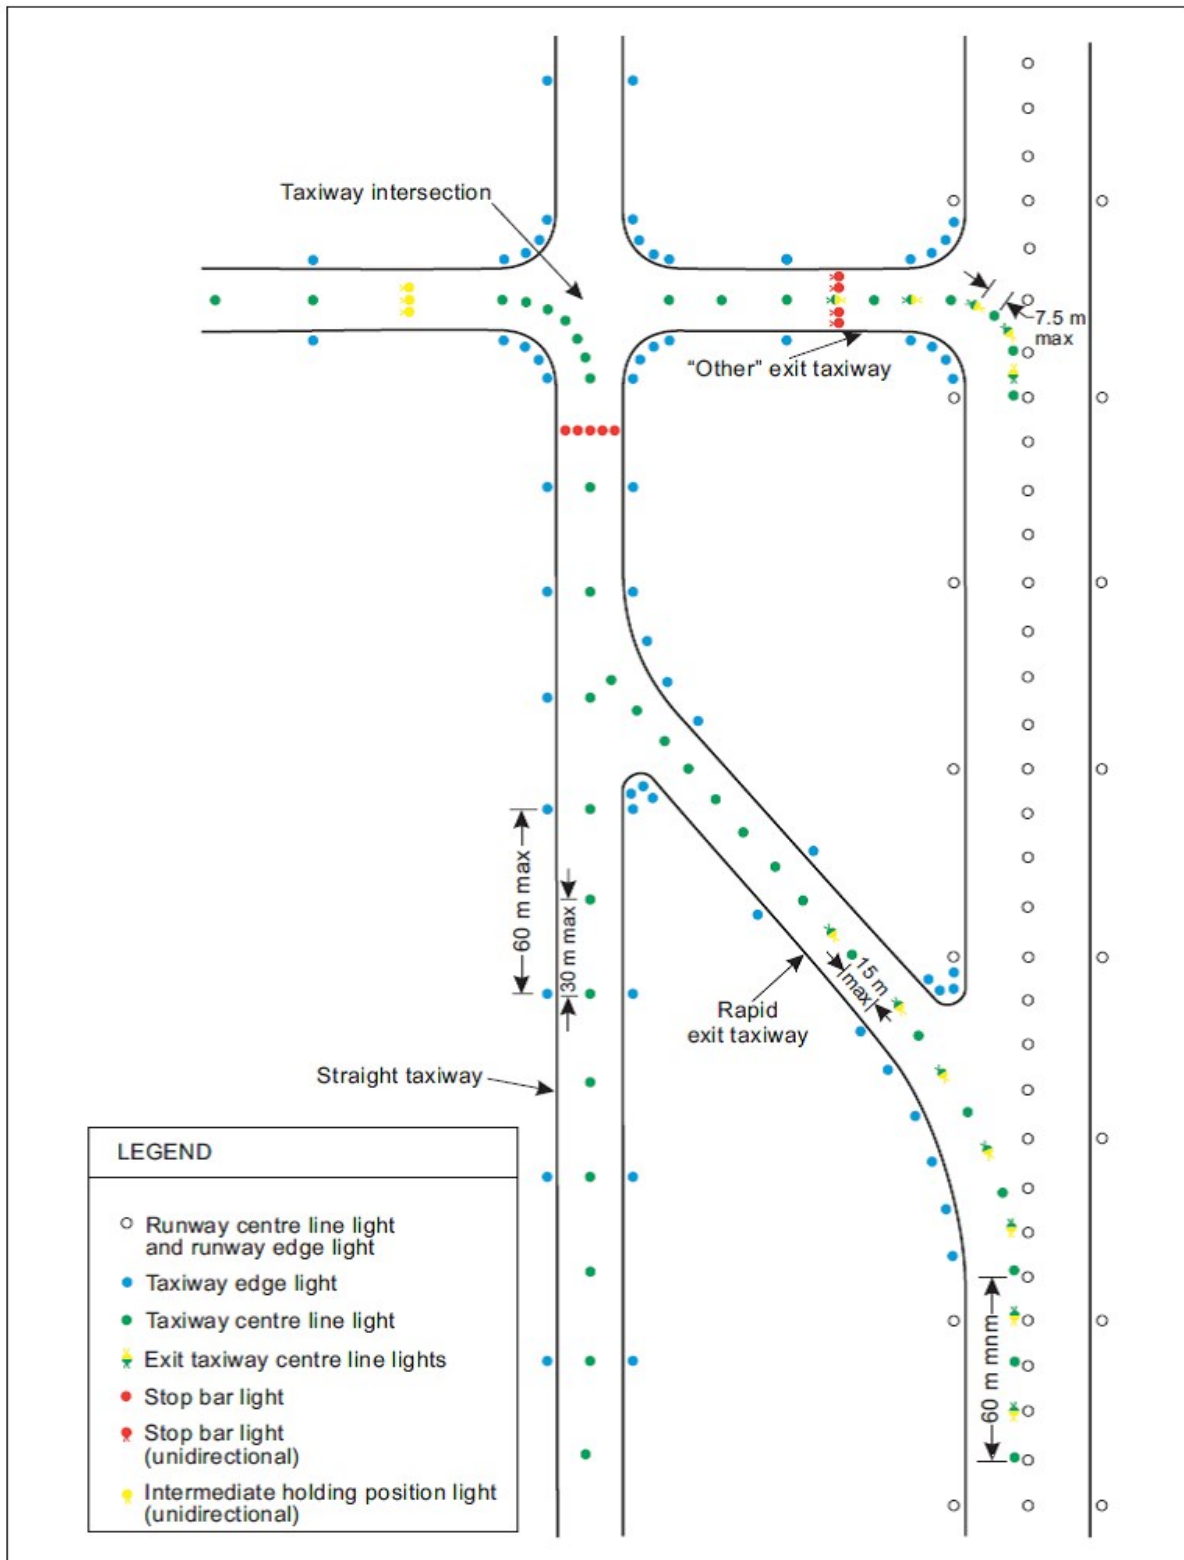 Taxiway intersection
7.5 m
max
“Other” exit taxiway
60 m max
30 m max
15 m
max
Rapid
exit taxiway
Straight taxiway
60 m mnm
LEGEND
Runway centre line light
and runway edge light
Taxiway edge light
Taxiway centre line light
Exit taxiway centre line lights
Stop bar light
Stop bar light
(unidirectional)
Intermediate holding position light
(unidirectional)